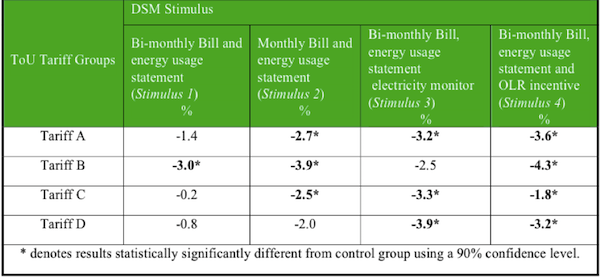 DSM Stimulus
ToU Tariff Groups
Bi-monthly Bill and
energy usage
statement
(Stimulus 1)
%
Monthly Bill and
energy usage
statement
(Stimulus 2)
%
Bi-monthly Bill,
energy usage
statement
electricity monitor
(Stimulus 3)
%
Bi-monthly Bill,
energy usage
statement and
OLR incentive
(Stimulus 4)
%
Tariff A -1.4 -2.7* -3.2* -3.6*
Tariff B -3.0* -3.9* -2.5 -4.3*
Tariff C -0.2 -2.5* -3.3* -1.8*
Tariff D -0.8 -2.0 -3.9* -3.2*
* denotes results statistically significantly different from control group using a 90% confidence level.